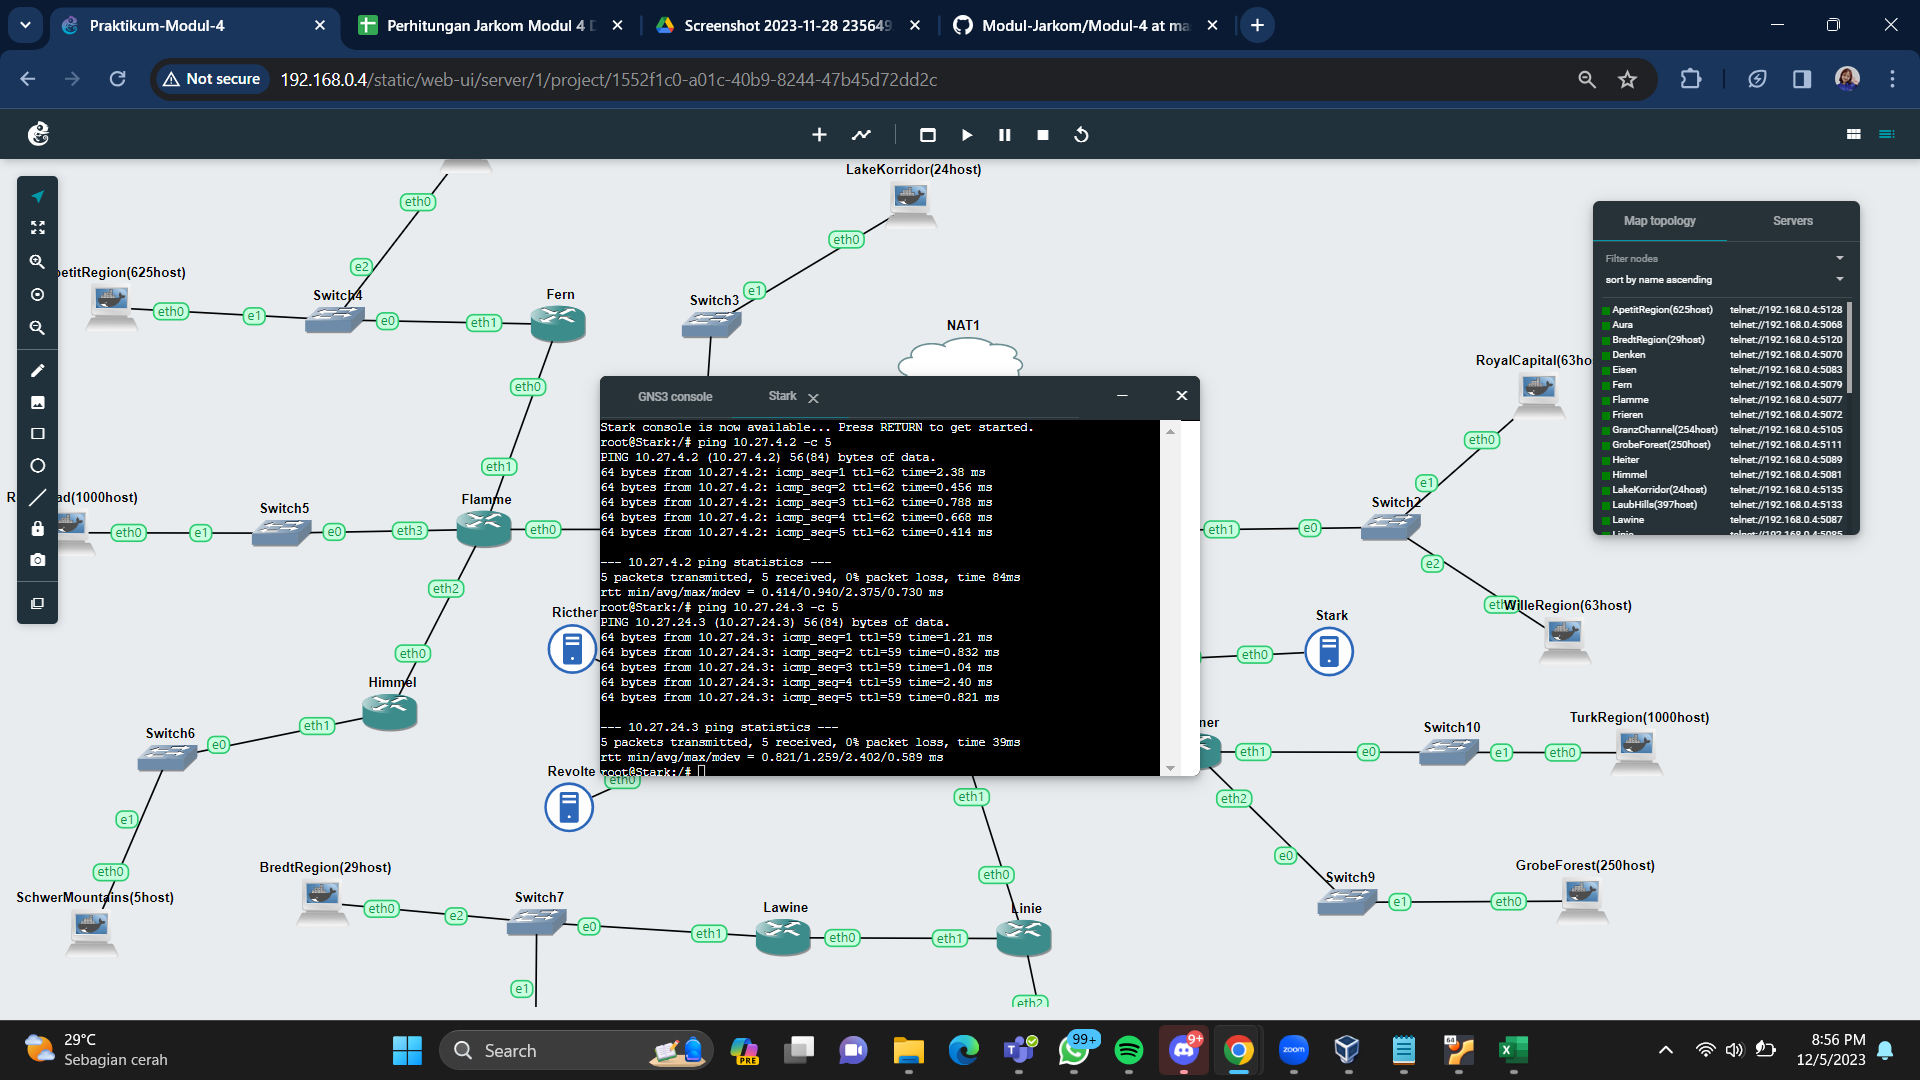 Praktikum-Modul-4
Perhitungan Jarkom Modul 4 D
Screenshot 2023-11-28 235649
Modul-Jarkom/Modul-4 at ma
Not secure
192.168.0.4/static/web-ui/server/1/project/1552f1c0-a01c-40b9-8244-47b45d72dd2c
LakeKorridor(24host)
eth0
eth0
e1
e2
petitRegion(625host)
Switch4
Fern
Switch3
eth0
e1
e0
eth1
NAT1
eth0
RoyalCapital(63ho
eth0
e1
Switch2
eth1
e0
e2
eth
WilleRegion(63host)
Map topology
Servers
Filter nodes
sort by name ascending
ApetitRegion(625host) telnet://192.168.0.4:5128
Aura telnet://192.168.0.4:5068
BredtRegion(29host) telnet://192.168.0.4:5120
Denken telnet://192.168.0.4:5070
Eisen telnet://192.168.0.4:5083
Fern telnet://192.168.0.4:5079
Flamme telnet://192.168.0.4:5077
Frieren telnet://192.168.0.4:5072
GranzChannel(254host) telnet://192.168.0.4:5105
GrobeForest(250host) telnet://192.168.0.4:5111
Heiter telnet://192.168.0.4:5089
Himmel telnet://192.168.0.4:5081
LakeKorridor(24host) telnet://192.168.0.4:5135
LaubHills(397host) telnet://192.168.0.4:5133
Lawine telnet://192.168.0.4:5087
Linie telnet://192.168.0.4:5085
GNS3 console
Stark
Stark console is now available... Press RETURN to get started.
root@Stark:/# ping 10.27.4.2 -c 5
PING 10.27.4.2 (10.27.4.2) 56(84) bytes of data.
64 bytes from 10.27.4.2: icmp_seq=1 ttl=62 time=2.38 ms
64 bytes from 10.27.4.2: icmp_seq=2 ttl=62 time=0.456 ms
64 bytes from 10.27.4.2: icmp_seq=3 ttl=62 time=0.788 ms
64 bytes from 10.27.4.2: icmp_seq=4 ttl=62 time=0.668 ms
64 bytes from 10.27.4.2: icmp_seq=5 ttl=62 time=0.414 ms
--- 10.27.4.2 ping statistics ---
5 packets transmitted, 5 received, 0% packet loss, time 84ms
rtt min/avg/max/mdev = 0.414/0.940/2.375/0.730 ms
root@Stark:/# ping 10.27.24.3 -c 5
PING 10.27.24.3 (10.27.24.3) 56(84) bytes of data.
64 bytes from 10.27.24.3: icmp_seq=1 ttl=59 time=1.21 ms
64 bytes from 10.27.24.3: icmp_seq=2 ttl=59 time=0.832 ms
64 bytes from 10.27.24.3: icmp_seq=3 ttl=59 time=1.04 ms
64 bytes from 10.27.24.3: icmp_seq=4 ttl=59 time=2.40 ms
64 bytes from 10.27.24.3: icmp_seq=5 ttl=59 time=0.821 ms
--- 10.27.24.3 ping statistics ---
5 packets transmitted, 5 received, 0% packet loss, time 39ms
rtt min/avg/max/mdev = 0.821/1.259/2.402/0.589 ms
root@Stark:/#
eth1
Flamme
ad(1000host)
Switch5
eth0
e1
e0
eth3
eth0
eth2
Ricther
Stark
eth0
eth0
Himmel
Switch6
e0
eth1
e1
eth0
SchwerMountains(5host)
Revolte
eth0
ner
eth1
e0
Switch10
e1
eth0
TurkRegion(1000host)
eth2
e0
Switch9
e1
eth0
GrobeForest(250host)
eth1
eth0
BredtRegion(29host)
eth0
e2
Switch7
e0
eth1
Lawine
eth0
eth1
Linie
e1
eth2
29°C
Sebagian cerah
Search
PRE
99+
9+
zoom
64
8:56 PM
12/5/2023